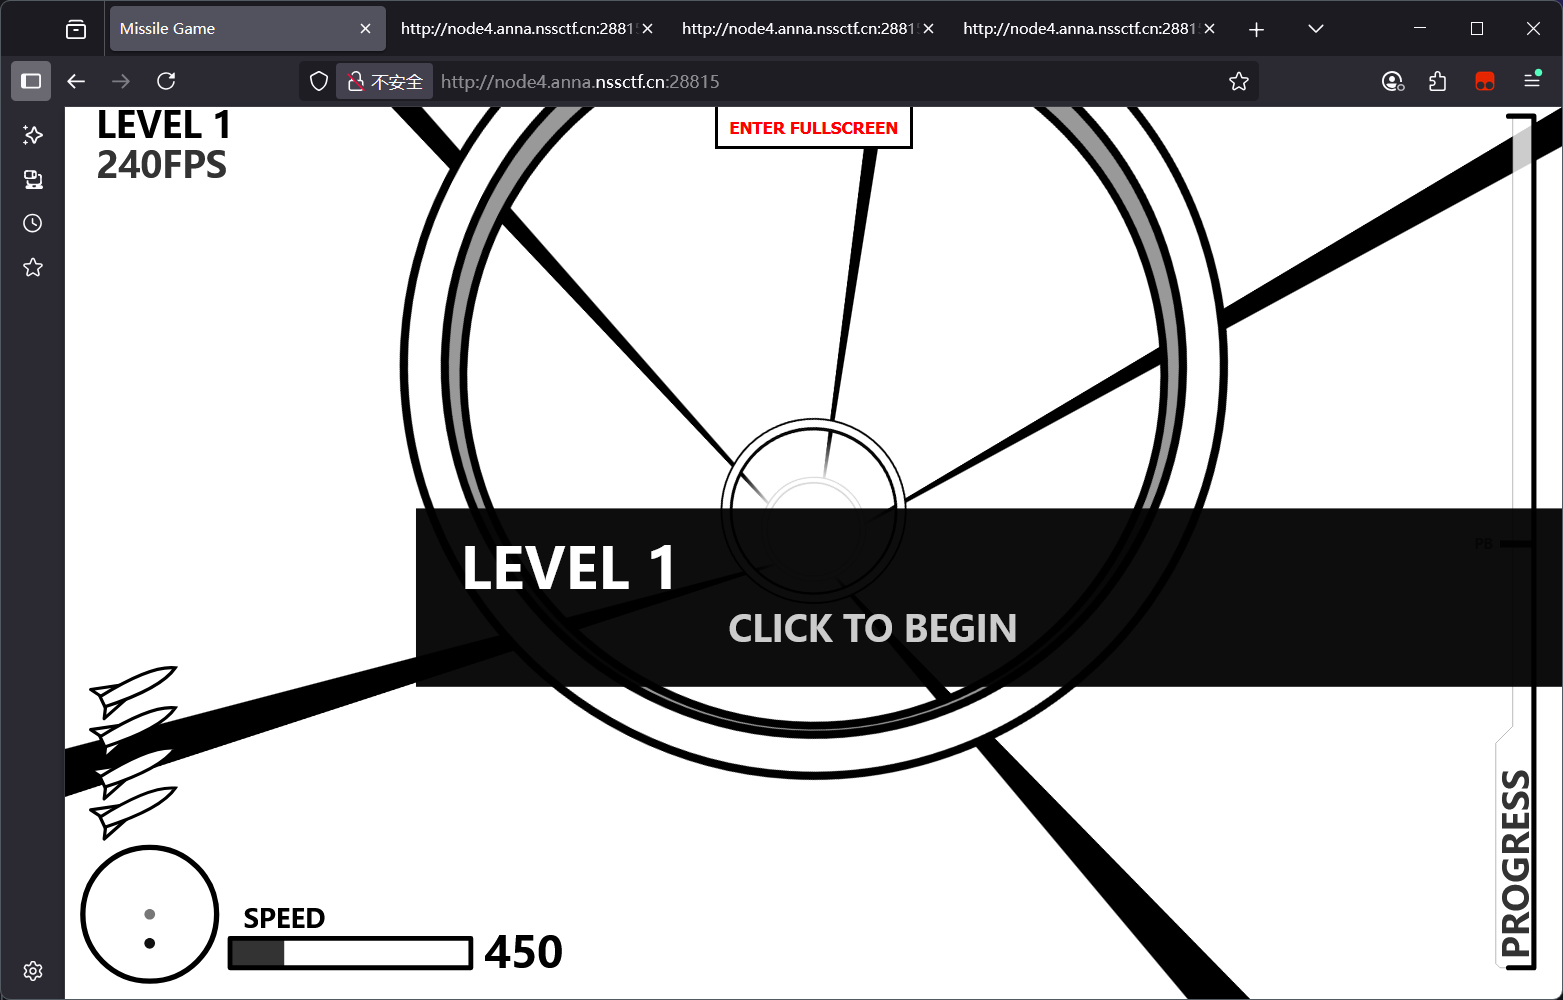 Missile Game
http://node4.anna.nssctf.cn:2881
http://node4.anna.nssctf.cn:2881
http://node4.anna.nssctf.cn:2881
不安全
http://node4.anna.nssctf.cn:28815
LEVEL 1
240FPS
ENTER FULLSCREEN
PB
LEVEL 1
CLICK TO BEGIN
PROGRESS
SPEED
450